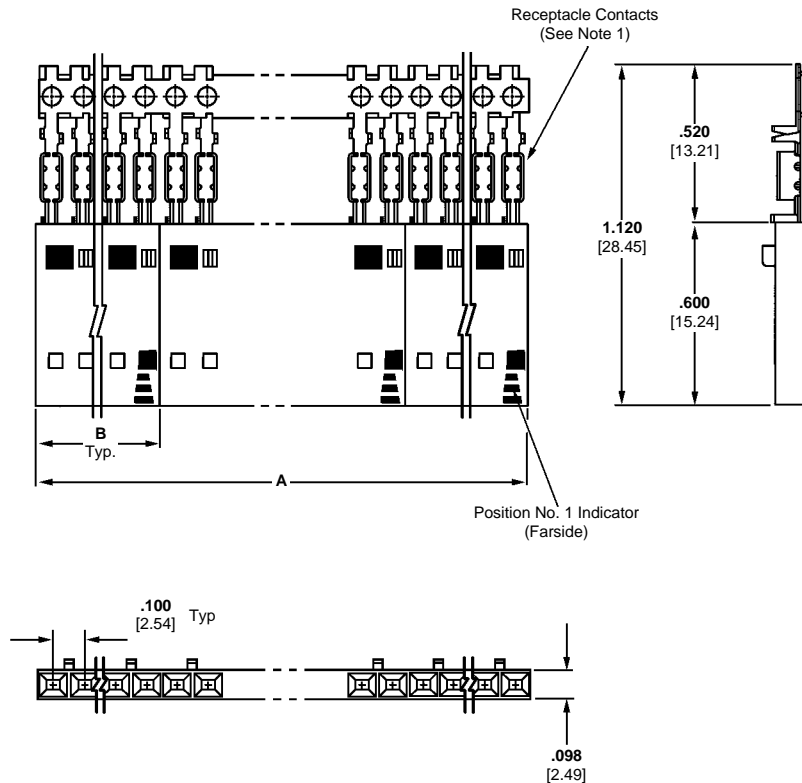 Receptacle Contacts
(See Note 1)
.520
[13.21]
1.120
[28.45]
.600
[15.24]
B
Typ.
A
Position No. 1 Indicator
(Farside)
.100
[2.54]
Typ
.098
[2.49]